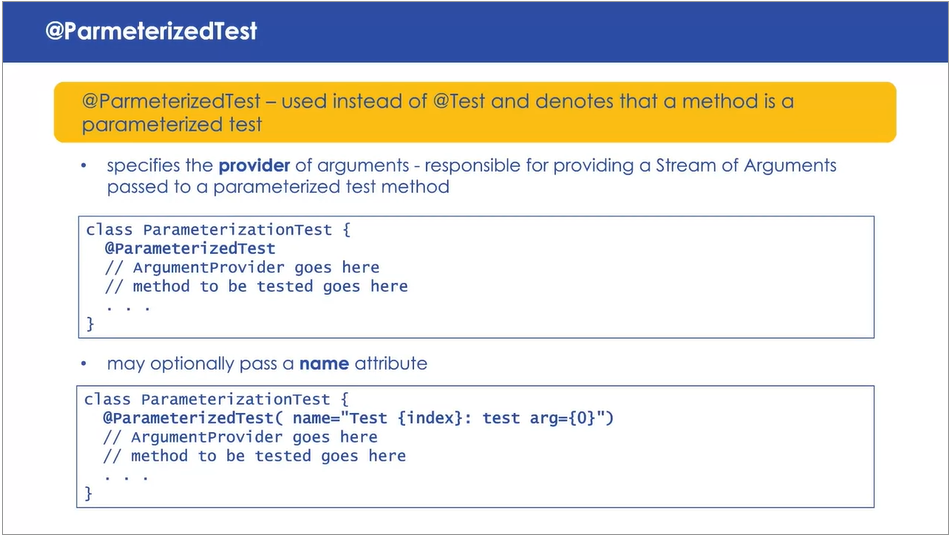 @ParmeterizedTest
@ParmeterizedTest – used instead of @Test and denotes that a method is a
parameterized test
• specifies the provider of arguments - responsible for providing a Stream of Arguments
passed to a parameterized test method
class ParameterizationTest {
@ParameterizedTest
// ArgumentProvider goes here
// method to be tested goes here
. . .
}
• may optionally pass a name attribute
class ParameterizationTest {
@ParameterizedTest( name="Test {index}: test arg={0}")
// ArgumentProvider goes here
// method to be tested goes here
. . .
}